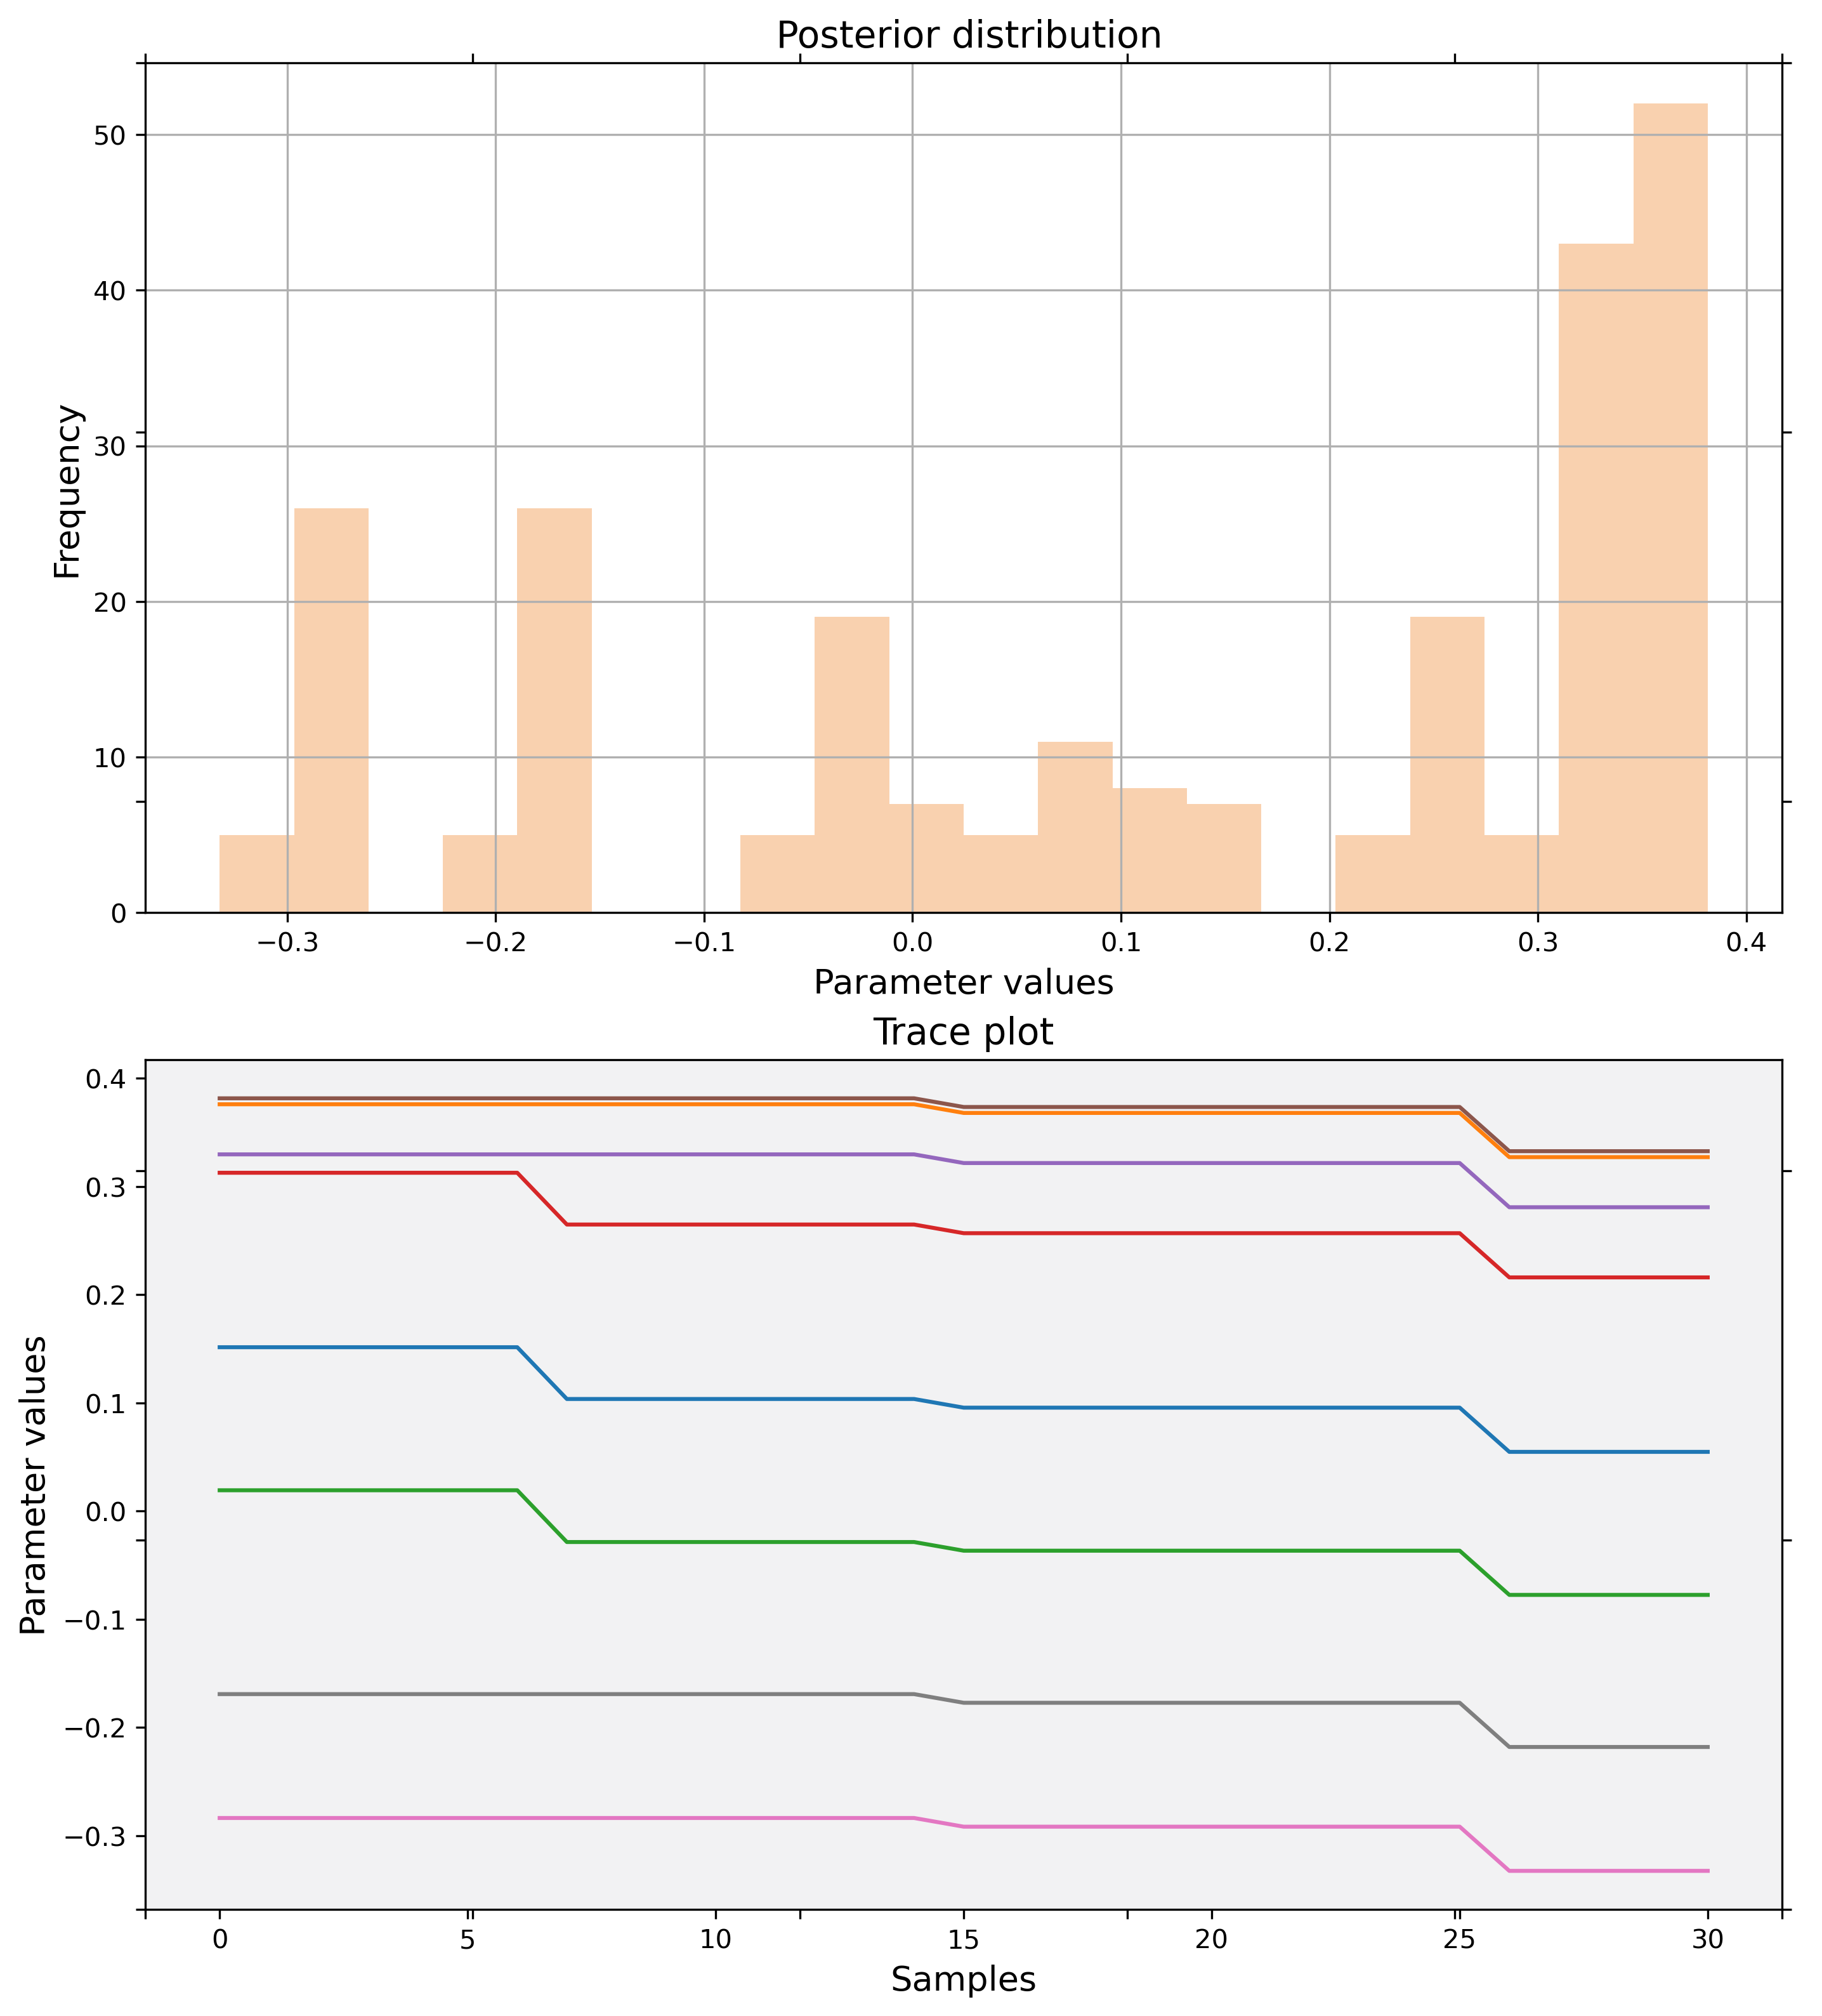 Posterior distribution
50
40
30
20
10
0
Frequency
−0.3 −0.2 −0.1 0.0 0.1 0.2 0.3 0.4
Parameter values
Trace plot
0.4
0.3
0.2
0.1
0.0
−0.1
−0.2
−0.3
Parameter values
0 5 10 15 20 25 30
Samples